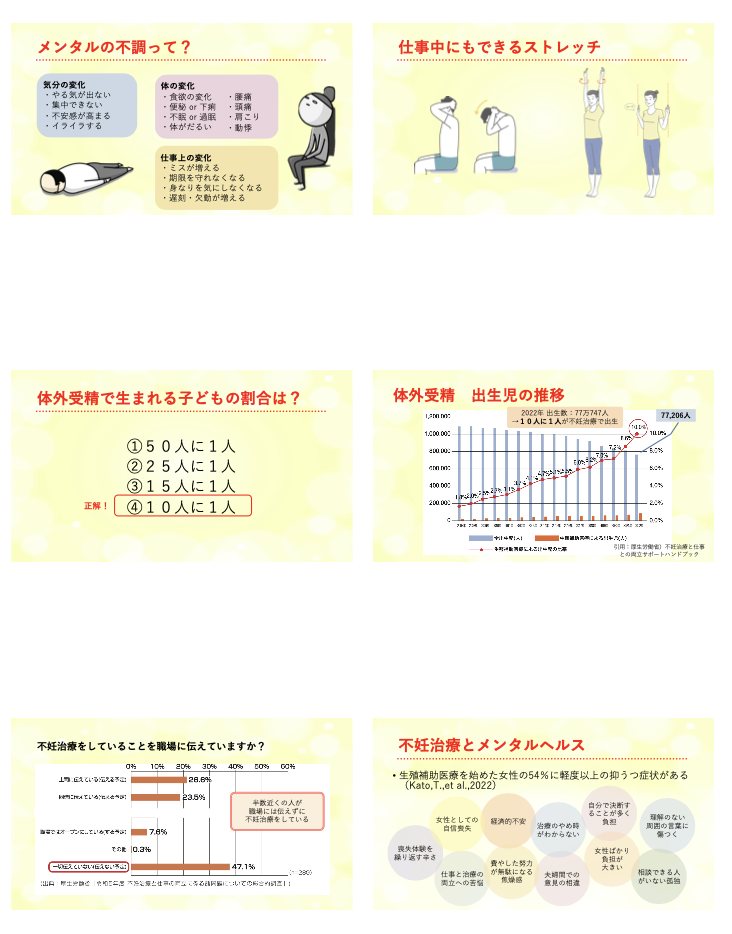 メンタルの不調って？
気分の変化
・やる気が出ない
・集中できない
・不安感が高まる
・イライラする
体の変化
・食欲の変化　・腰痛
・便秘 or 下痢　・頭痛
・不眠 or 過眠　・肩こり
・体がだるい　・動悸
仕事上の変化
・ミスが増える
・期限を守れなくなる
・身なりを気にしなくなる
・遅刻・欠勤が増える
仕事中にもできるストレッチ
体外受精で生まれる子どもの割合は？
①５０人に１人
②２５人に１人
③１５人に１人
正解！ ④１０人に１人
体外受精　出生児の推移
2022年 出生数：77万747人
→１０人に１人が不妊治療で出生
77,206人
1,200,000
1,000,000
800,000
600,000
400,000
200,000
0
10.0%
8.0%
6.0%
4.0%
2.0%
0.0%
10.0%
8.6%
7.2%
引用：厚生労働省）不妊治療と仕事
との両立サポートハンドブック
不妊治療をしていることを職場に伝えていますか？
0% 10% 20% 30% 40% 50% 60%
23.5%
7.6%
その他 0.3%
一切伝えていない(伝えない予定) 47.1%
半数近くの人が
職場には伝えずに
不妊治療をしている
不妊治療とメンタルヘルス
• 生殖補助医療を始めた女性の54％に軽度以上の抑うつ症状がある
（Kato,T.,et al.,2022）
女性としての
自信喪失
経済的不安
治療のやめ時
がわからない
自分で決断す
ることが多く
負担
理解のない
周囲の言葉に
傷つく
喪失体験を
繰り返す辛さ
仕事と治療の
両立への苦悩
費やした努力
が無駄になる
焦燥感
夫婦間での
意見の相違
女性ばかり
負担が
大きい
相談できる人
がいない孤独